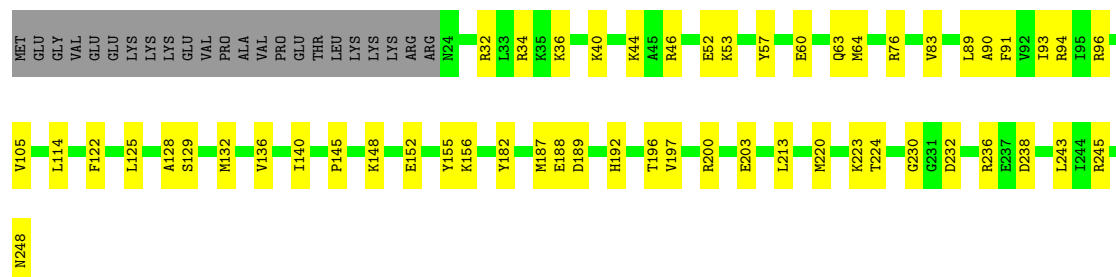 MET GLU GLY VAL GLU GLU LYS LYS LYS GLU VAL PRO ALA VAL PRO GLU THR LEU LYS LYS LYS ARG ARG N24 R32 L33 R34 K35 K36 K40 K44 A45 R46 E52 K53 Y57 E60 Q63 M64 R76 V83 L89 A90 F91 V92 I93 R94 I95 R96
V105 L114 F122 L125 A128 S129 M132 V136 I140 P145 K148 E152 Y155 K156 Y182 M187 E188 D189 H192 T196 V197 R200 E203 L213 M220 K223 T224 G230 G231 D232 R236 E237 D238 L243 I244 R245
N248